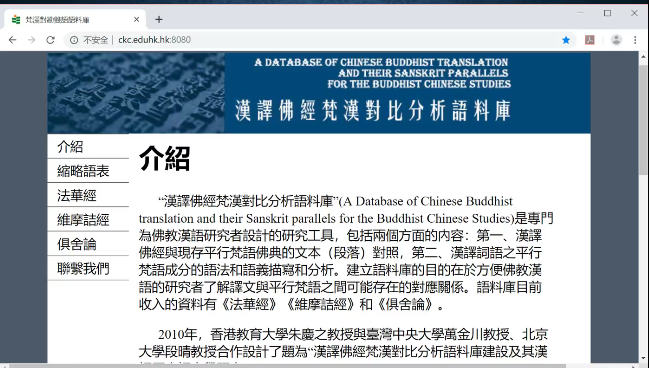 梵漢對勘雙語語料庫
不安全 | ckc.eduhk.hk:8080
A DATABASE OF CHINESE BUDDHIST TRANSLATION
AND THEIR SANSKRIT PARALLELS
FOR THE BUDDHIST CHINESE STUDIES
漢譯佛經梵漢對比分析語料庫
介紹
縮略語表
法華經
維摩詰經
俱舍論
聯繫我們
介紹
“漢譯佛經梵漢對比分析語料庫”(A Database of Chinese Buddhist
translation and their Sanskrit parallels for the Buddhist Chinese Studies)是專門
為佛教漢語研究者設計的研究工具，包括兩個方面的內容：第一、漢譯
佛經與現存平行梵語佛典的文本（段落）對照，第二、漢譯詞語之平行
梵語成分的語法和語義描寫和分析。建立語料庫的目的在於方便佛教漢
語的研究者了解譯文與平行梵語之間可能存在的對應關係。語料庫目前
收入的資料有《法華經》《維摩詰經》和《俱舍論》。
2010年，香港教育大學朱慶之教授與臺灣中央大學萬金川教授、北京
大學段晴教授合作設計了題為“漢譯佛經梵漢對比分析語料庫建設及其漢